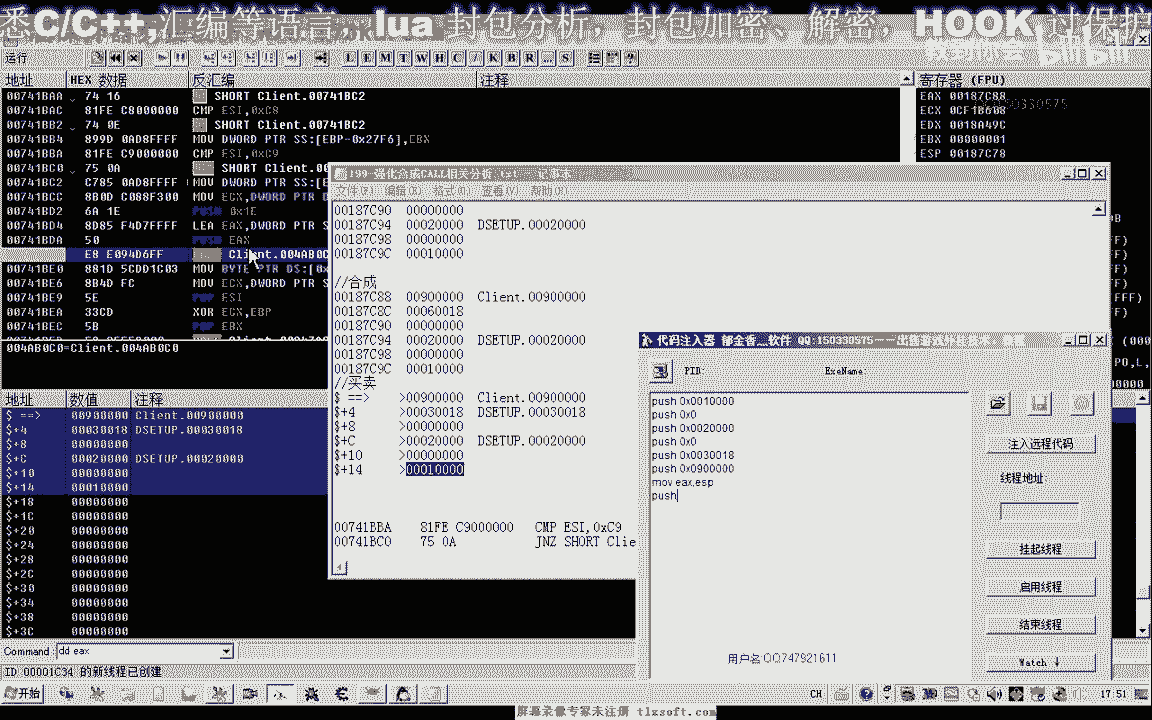 悉C/C++,汇编等语言，lua 封包分析，封包加密、解密，HOOK 过保护
运行
L E M T W H C / K B R ... S
地址 HEX 数据 反汇编 注释
00741BAA 74 16 SHORT Client.00741BC2
00741BAC 81FE C8000000 CMP ESI,0xC8
00741BB2 74 0E SHORT Client.00741BC2
00741BB4 899D 0AD8FFFF MOV DWORD PTR SS:[EBP-0x27F6],EBX
00741BBA 81FE C9000000 CMP ESI,0xC9
00741BC0 75 0A SHORT Clien
00741BC2 C785 0AD8FFFF MOV DWORD PTR SS:[E
00741BCC 8B0D C088F300 MOV ECX,DWORD PTR D
00741BD2 6A 1E PUSH 0x1E
00741BD4 8D85 F4D7FFFF LEA EAX,DWORD PTR S
00741BDA 50 PUSH EAX
E8 E094D6FF Client.004AB0C
00741BE0 881D 5CDD1C03 MOV BYTE PTR DS:[0x
00741BE6 8B4D FC MOV ECX,DWORD PTR S
00741BE9 5E POP ESI
00741BEA 33CD XOR ECX,EBP
00741BEC 5B POP EBX
004AB0C0=Client.004AB0C0
寄存器 (FPU)
EAX 00187C88
ECX 0CF1B608
EDX 0018A49C
EBX 00000001
ESP 00187C78
地址 数值 注释
$ ==> 00900000 Client.00900000
$+4 00030018 DSETUP.00030018
$+8 00000000
$+C 00020000 DSETUP.00020000
$+10 00000000
$+14 00010000
$+18 00000000
$+1C 00000000
$+20 00000000
$+24 00000000
$+28 00000000
$+2C 00000000
$+30 00000000
$+34 00000000
$+38 00000000
$+3C 00000000
Command: dd eax
ID 00001C34 的新线程已创建
199-强化合成CALL相关分析.txt - 记事本
文件(F) 编辑(E) 格式(O) 查看(V) 帮助(H)
00187C90 00000000
00187C94 00020000 DSETUP.00020000
00187C98 00000000
00187C9C 00010000
//合成
00187C88 00900000 Client.00900000
00187C8C 00060018
00187C90 00000000
00187C94 00020000 DSETUP.00020000
00187C98 00000000
00187C9C 00010000
//买卖
$ ==> >00900000 Client.00900000
$+4 >00030018 DSETUP.00030018
$+8 >00000000
$+C >00020000 DSETUP.00020000
$+10 >00000000
$+14 >00010000
00741BBA 81FE C9000000 CMP ESI,0xC9
00741BC0 75 0A JNZ SHORT Clie
代码注入器 郁金香灬软件 QQ:150330575
PID: ExeName
push 0x0010000
push 0x0
push 0x0020000
push 0x0
push 0x0030018
push 0x0900000
mov eax,esp
push
注入远程代码
线程地址:
挂起线程
启用线程
结束线程
Watch ↓
用户名:QQ747921611
开始
CH
17:51
屏幕录像专家未注册 tlxsoft.com